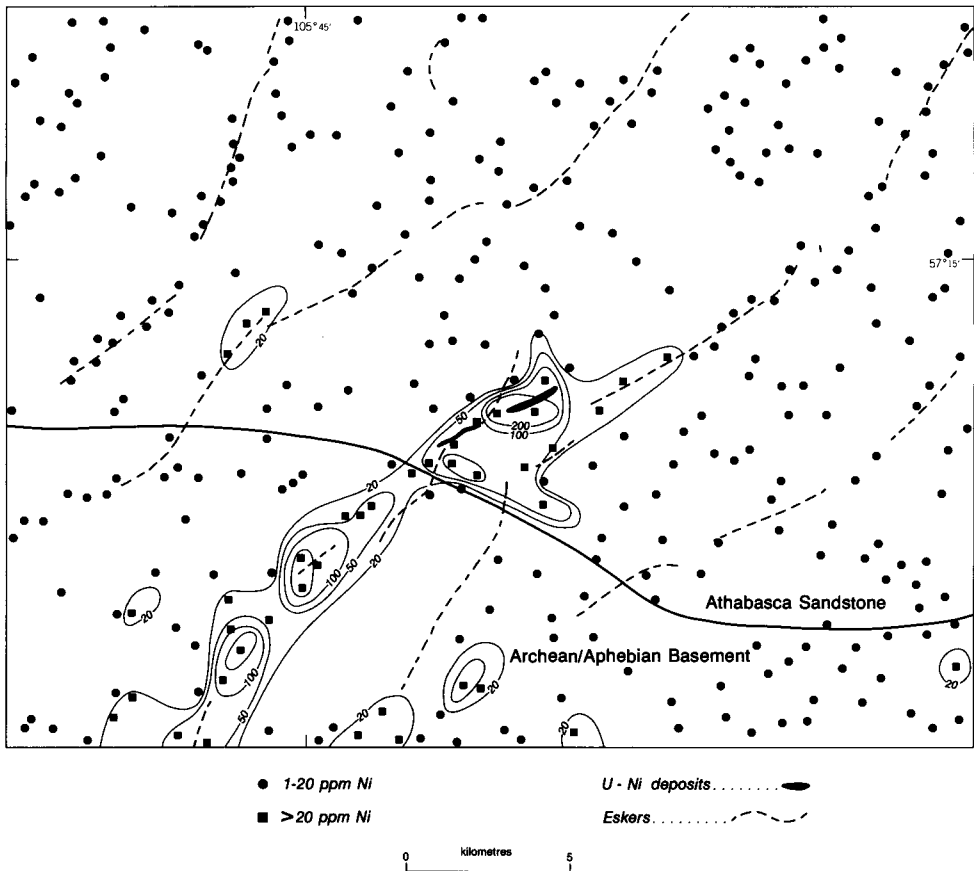 105° 45′
57° 15′
20
50
200
100
20
100
50
20
20
100
50
20
20
20
20
20
Athabasca Sandstone
Archean/Aphebian Basement
1-20 ppm Ni
>20 ppm Ni
U - Ni deposits........
Eskers........
kilometres
0 5